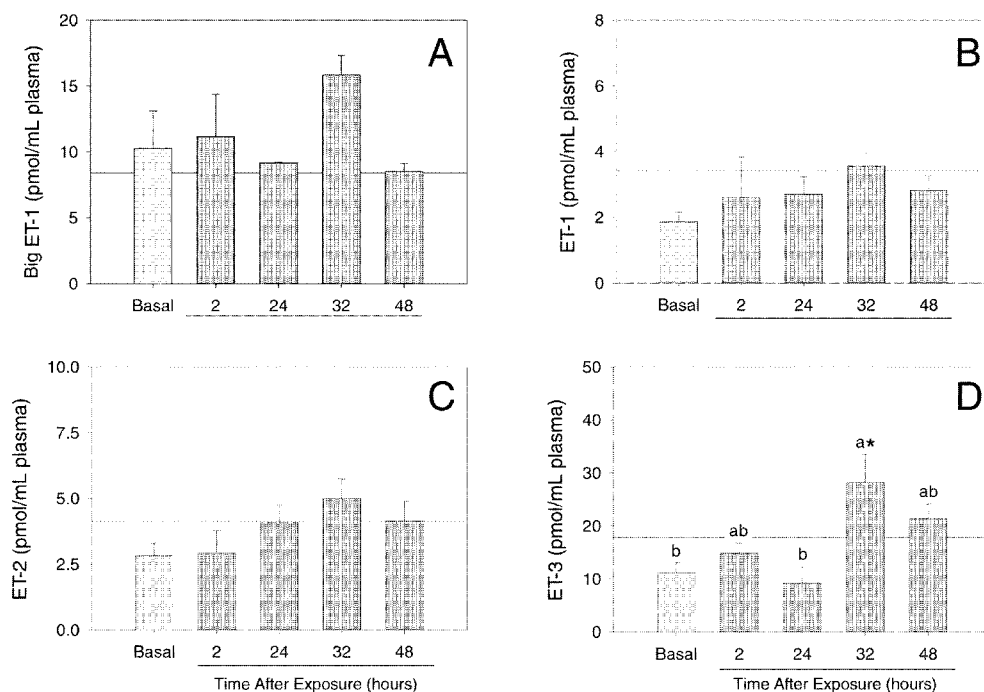 A
Big ET-1 (pmol/mL plasma)
20
15
10
5
0
Basal 2 24 32 48
B
ET-1 (pmol/mL plasma)
8
6
4
2
0
Basal 2 24 32 48
C
ET-2 (pmol/mL plasma)
10.0
7.5
5.0
2.5
0.0
Basal 2 24 32 48
Time After Exposure (hours)
D
ET-3 (pmol/mL plasma)
50
40
30
20
10
0
b ab b a★ ab
Basal 2 24 32 48
Time After Exposure (hours)